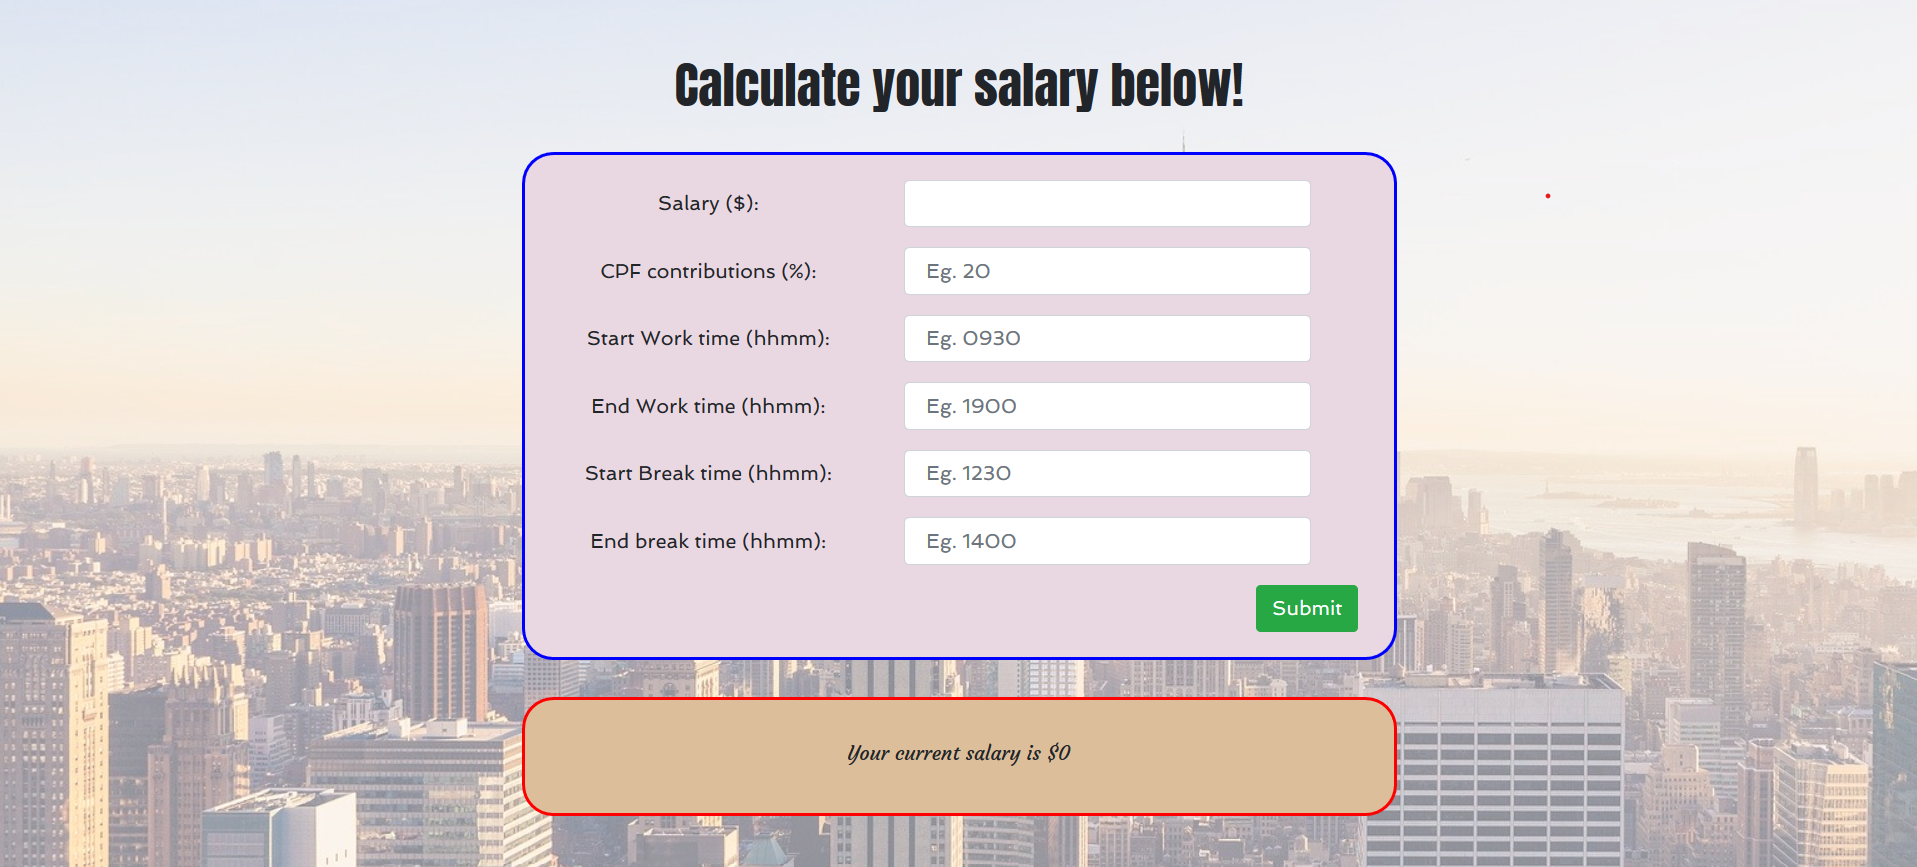 Calculate your salary below!
Salary ($):
CPF contributions (%): Eg. 20
Start Work time (hhmm): Eg. 0930
End Work time (hhmm): Eg. 1900
Start Break time (hhmm): Eg. 1230
End break time (hhmm): Eg. 1400
Submit
Your current salary is $0